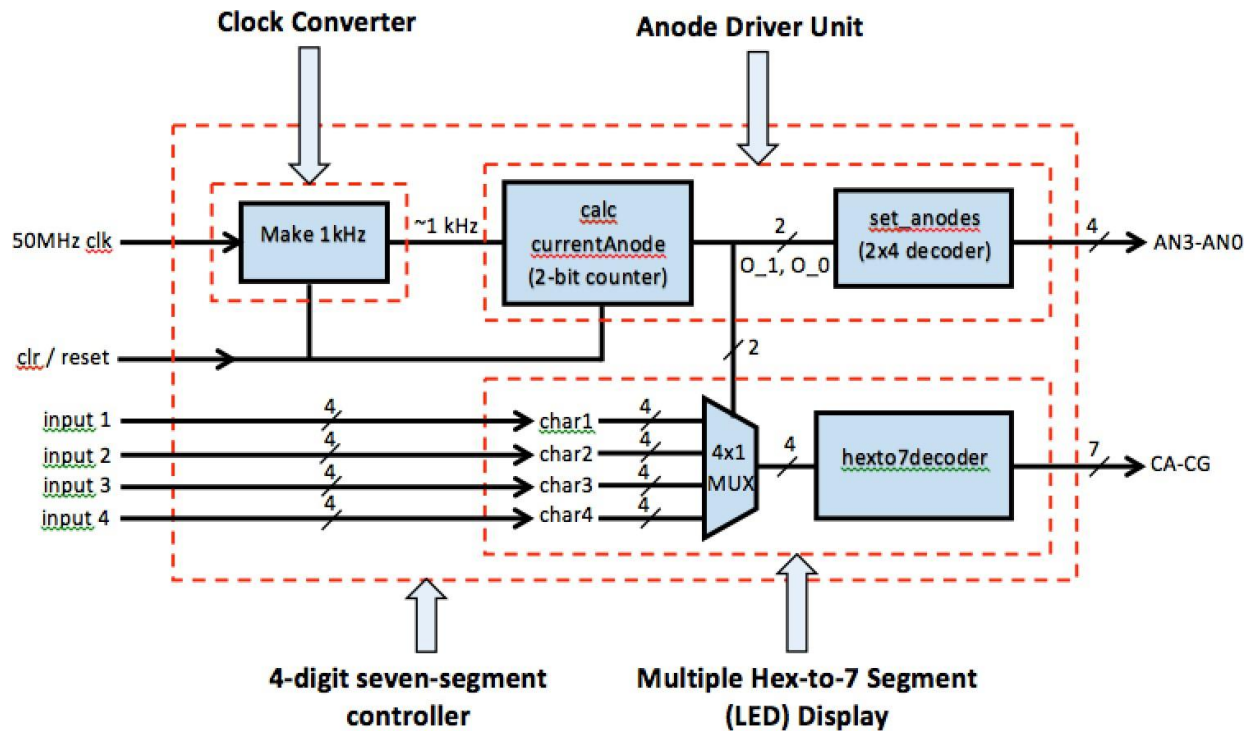 Clock Converter
Anode Driver Unit
50MHz clk
Make 1kHz
~1 kHz
calc
currentAnode
(2-bit counter)
2
O_1, O_0
set_anodes
(2x4 decoder)
4
AN3-AN0
clr / reset
2
input 1
4
char1
4
input 2
4
char2
4
input 3
4
char3
4
input 4
4
char4
4
4x1
MUX
4
hexto7decoder
7
CA-CG
4-digit seven-segment
controller
Multiple Hex-to-7 Segment
(LED) Display